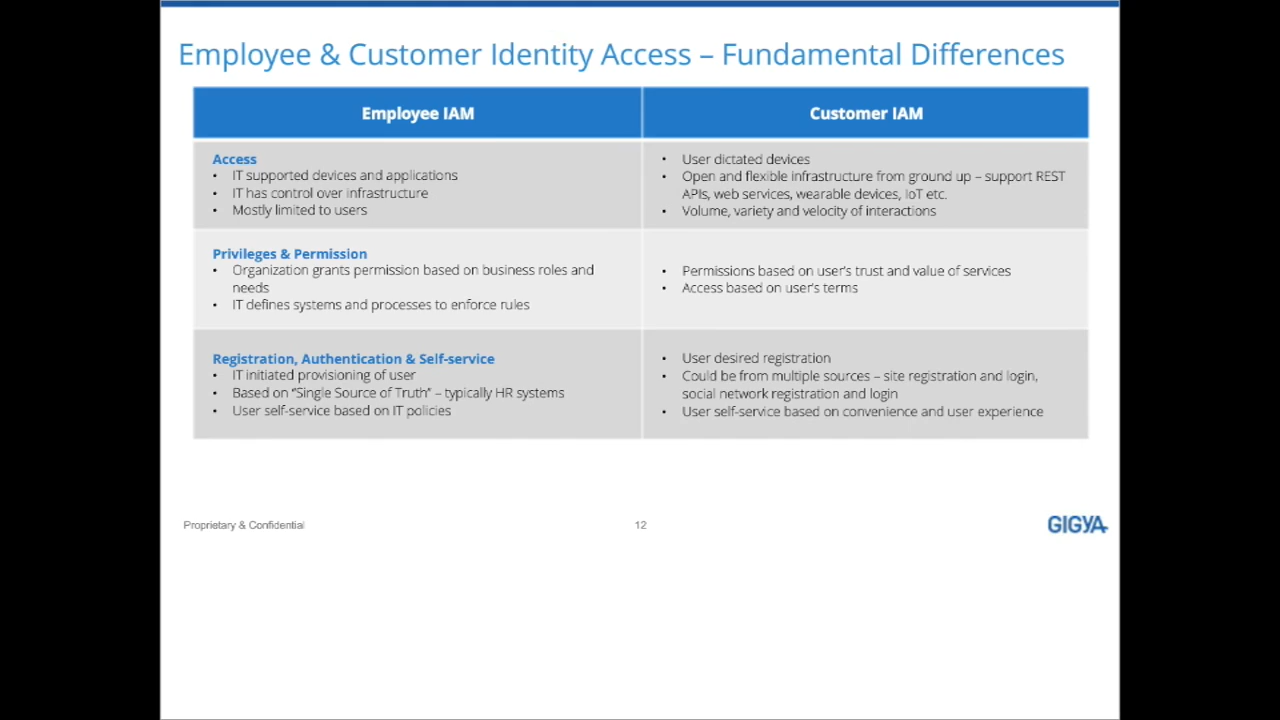 Employee & Customer Identity Access – Fundamental Differences
Employee IAM
Customer IAM
Access
• IT supported devices and applications
• IT has control over infrastructure
• Mostly limited to users
• User dictated devices
• Open and flexible infrastructure from ground up – support REST
APIs, web services, wearable devices, IoT etc.
• Volume, variety and velocity of interactions
Privileges & Permission
• Organization grants permission based on business roles and
needs
• IT defines systems and processes to enforce rules
• Permissions based on user's trust and value of services
• Access based on user's terms
Registration, Authentication & Self-service
• IT initiated provisioning of user
• Based on “Single Source of Truth” – typically HR systems
• User self-service based on IT policies
• User desired registration
• Could be from multiple sources – site registration and login,
social network registration and login
• User self-service based on convenience and user experience
Proprietary & Confidential
12
GIGYA